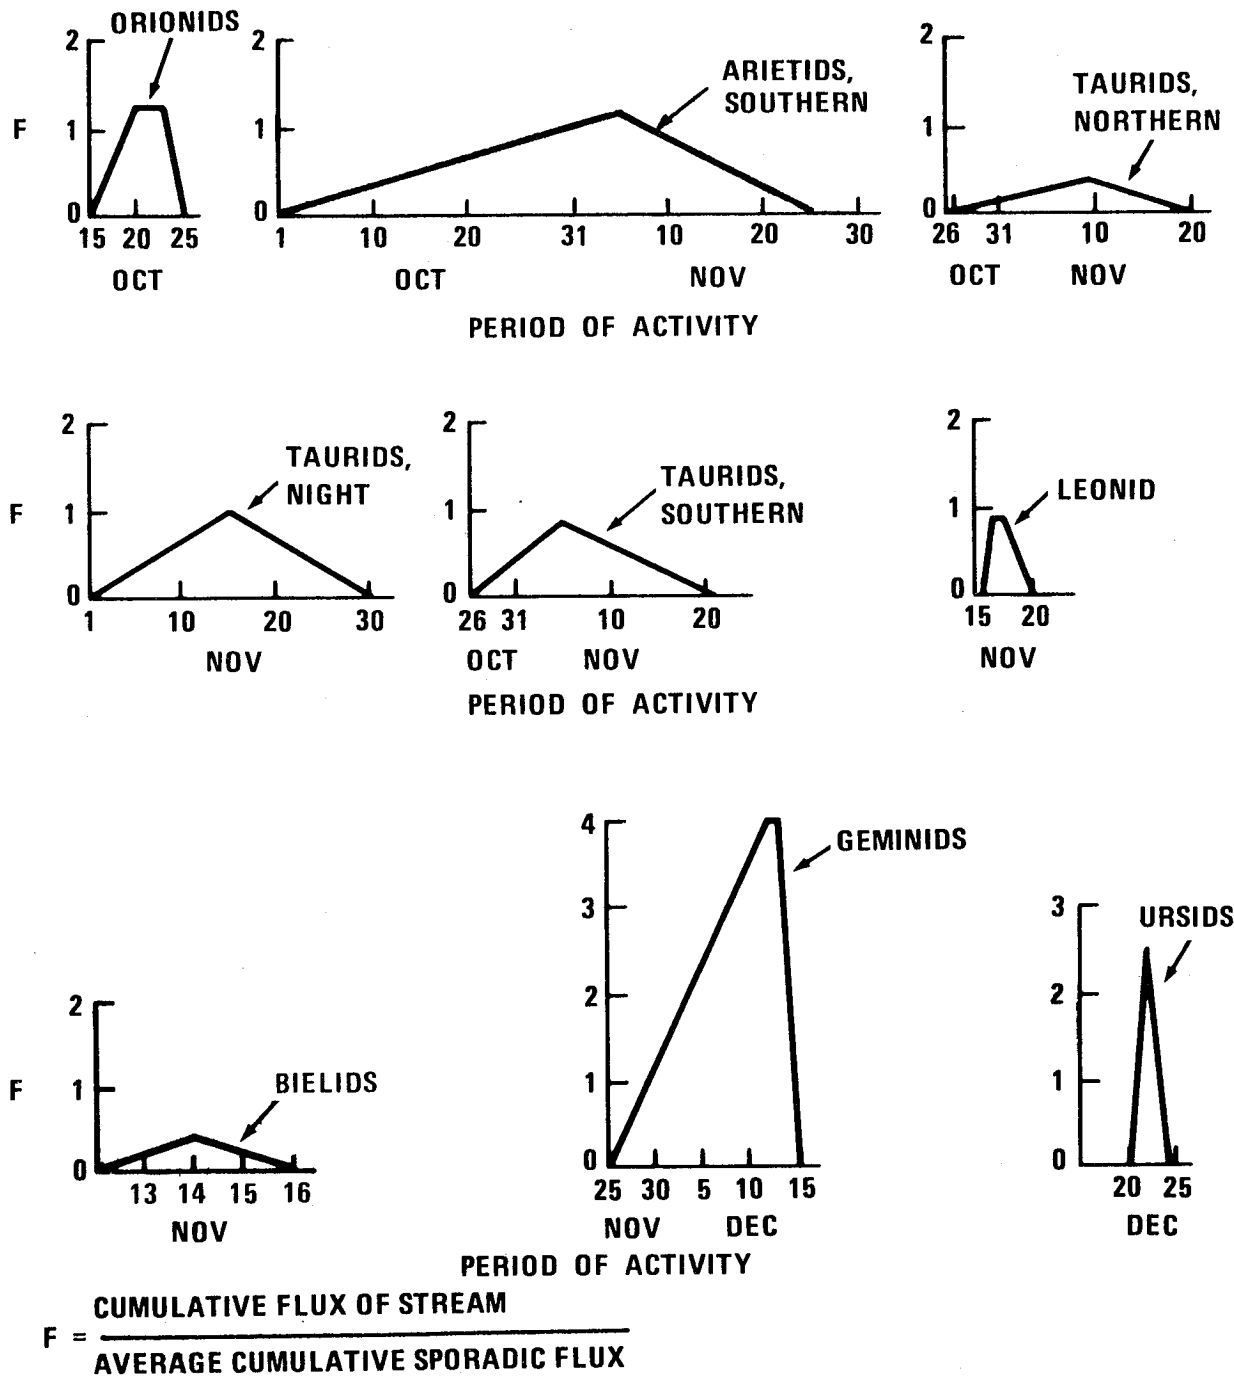 ORIONIDS
2
1
0
F
15 20 25
OCT
ARIETIDS,
SOUTHERN
2
1
0
1 10 20 31 10 20 30
OCT NOV
TAURIDS,
NORTHERN
2
1
0
26 31 10 20
OCT NOV
PERIOD OF ACTIVITY
TAURIDS,
NIGHT
2
1
0
F
1 10 20 30
NOV
TAURIDS,
SOUTHERN
2
1
0
26 31 10 20
OCT NOV
LEONID
2
1
0
15 20
NOV
PERIOD OF ACTIVITY
BIELIDS
2
1
0
F
13 14 15 16
NOV
GEMINIDS
4
3
2
1
0
25 30 5 10 15
NOV DEC
URSIDS
3
2
1
0
20 25
DEC
PERIOD OF ACTIVITY
F = CUMULATIVE FLUX OF STREAM
AVERAGE CUMULATIVE SPORADIC FLUX